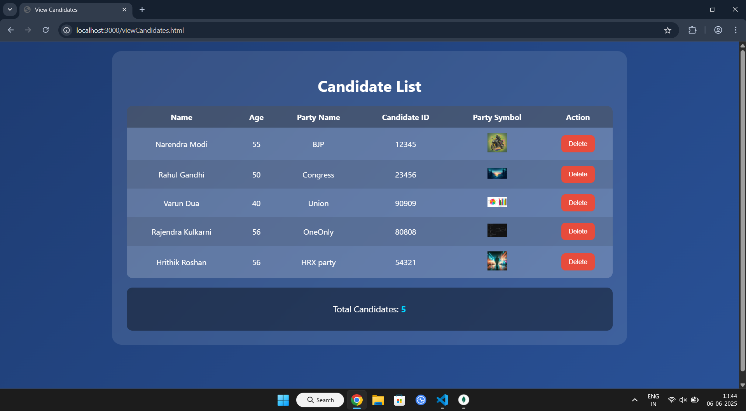 View Candidates
localhost:3000/viewCandidates.html
Candidate List
Name Age Party Name Candidate ID Party Symbol Action
Narendra Modi 55 BJP 12345 Delete
Rahul Gandhi 50 Congress 23456 Delete
Varun Dua 40 Union 90909 Delete
Rajendra Kulkarni 56 OneOnly 80808 Delete
Hrithik Roshan 56 HRX party 54321 Delete
Total Candidates: 5
Search
ENG
IN
13:44
06-06-2025